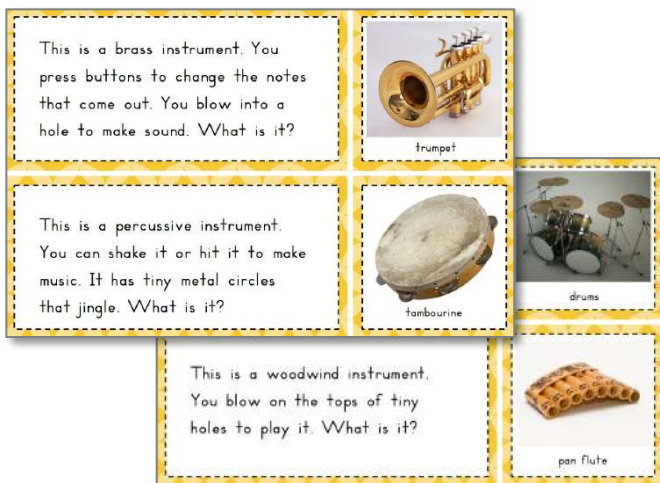 This is a brass instrument. You
press buttons to change the notes
that come out. You blow into a
hole to make sound. What is it?
trumpet
This is a percussive instrument.
You can shake it or hit it to make
music. It has tiny metal circles
that jingle. What is it?
tambourine
drums
This is a woodwind instrument.
You blow on the tops of tiny
holes to play it. What is it?
pan flute